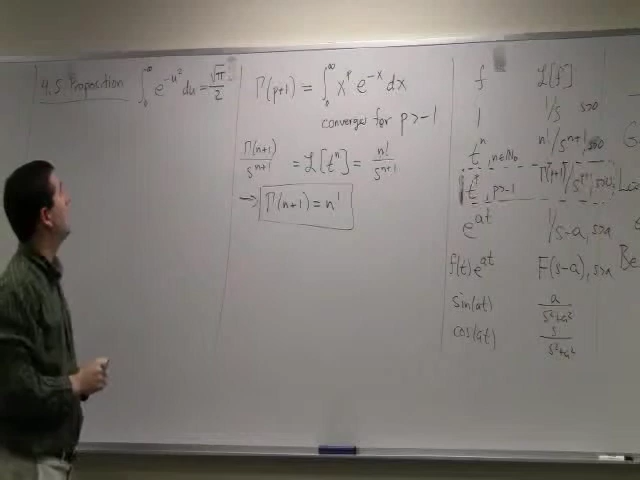 4.5 Proposition ∫₀^∞ e^{-u²} du = √π/2
Γ(p+1) = ∫₀^∞ x^p e^{-x} dx
converges for p>-1
Γ(n+1)/s^{n+1} = ℒ[t^n] = n!/s^{n+1}
→ Γ(n+1) = n!
f ℒ[f]
1 1/s s>0
t^n, n∈ℕ₀ n!/s^{n+1}, s>0
t^p, p>-1 Γ(p+1)/s^{p+1}, s>0
e^{at} 1/s-a, s>a
f(t)e^{at} F(s-a), s>a
sin(at) a/s²+a²
cos(at) s/s²+a²